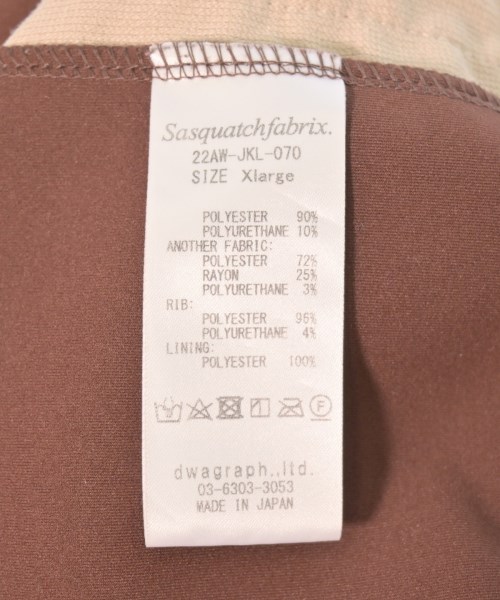 Sasquatchfabrix.
22AW-JKL-070
SIZE Xlarge
POLYESTER 90%
POLYURETHANE 10%
ANOTHER FABRIC:
POLYESTER 72%
RAYON 25%
POLYURETHANE 3%
RIB:
POLYESTER 96%
POLYURETHANE 4%
LINING:
POLYESTER 100%
F
dwagraph.,ltd.
03-6303-3053
MADE IN JAPAN